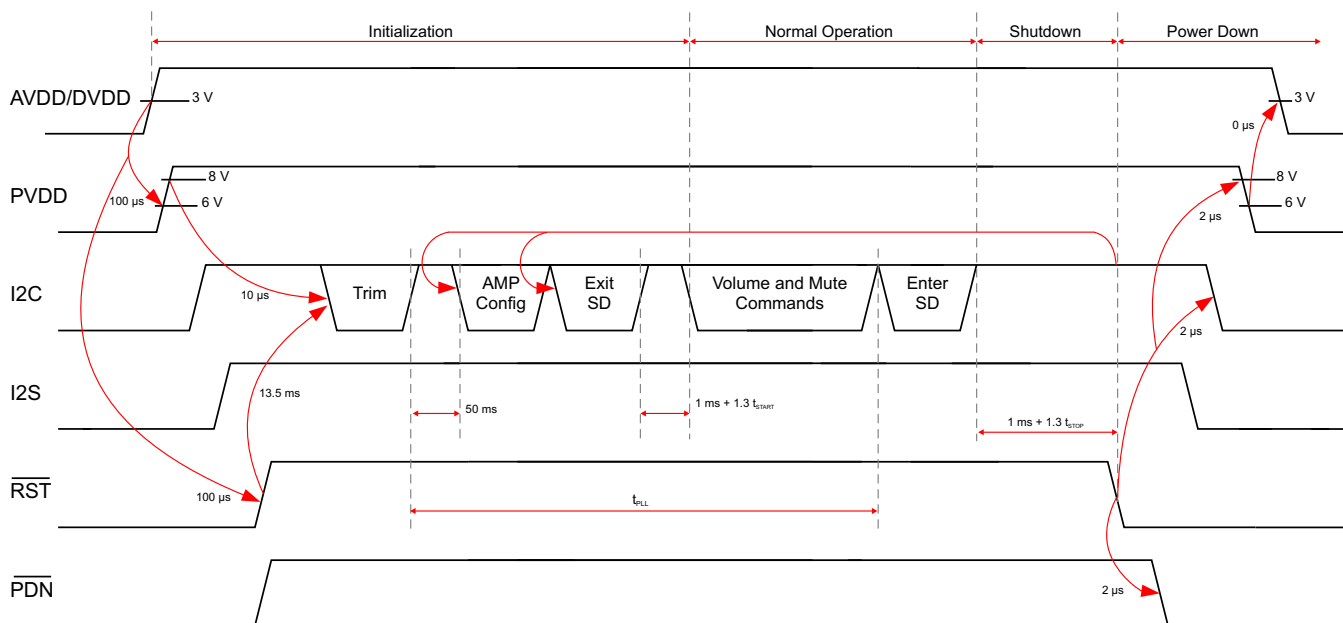 Initialization
Normal Operation
Shutdown
Power Down
AVDD/DVDD
3 V
3 V
0 µs
PVDD
8 V
100 µs
6 V
8 V
2 µs
6 V
I2C
10 µs
Trim
AMP
Config
Exit
SD
Volume and Mute
Commands
Enter
SD
2 µs
I2S
13.5 ms
50 ms
1 ms + 1.3 tSTART
1 ms + 1.3 tSTOP
RST
100 µs
tPLL
PDN
2 µs